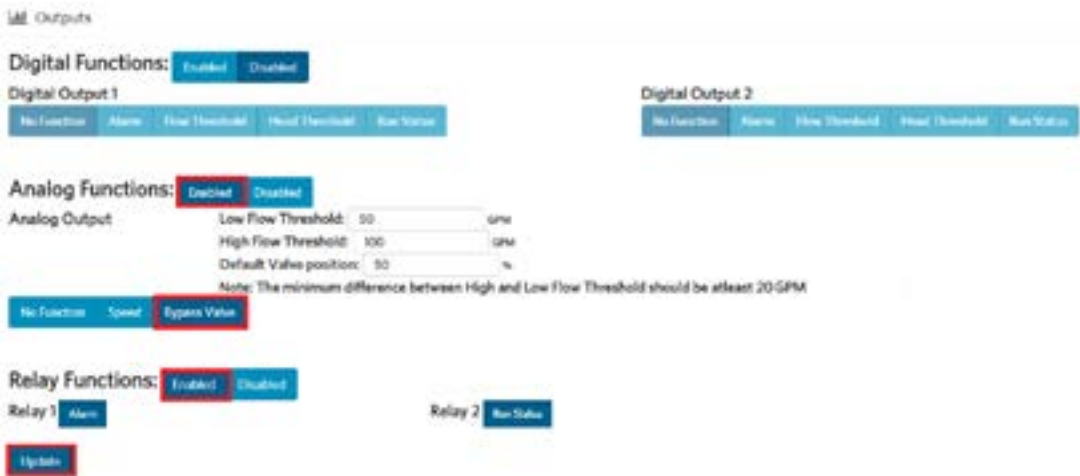 Outputs
Digital Functions: Enabled Disabled
Digital Output 1
No Function Alarm Flow Threshold Head Threshold Run Status
Digital Output 2
No Function Alarm Flow Threshold Head Threshold Run Status
Analog Functions: Enabled Disabled
Analog Output
Low Flow Threshold: 50 GPM
High Flow Threshold: 100 GPM
Default Valve position: 50 %
Note: The minimum difference between High and Low Flow Threshold should be atleast 20 GPM
No Function Speed Bypass Valve
Relay Functions: Enabled Disabled
Relay 1 Alarm
Relay 2 Run Status
Update